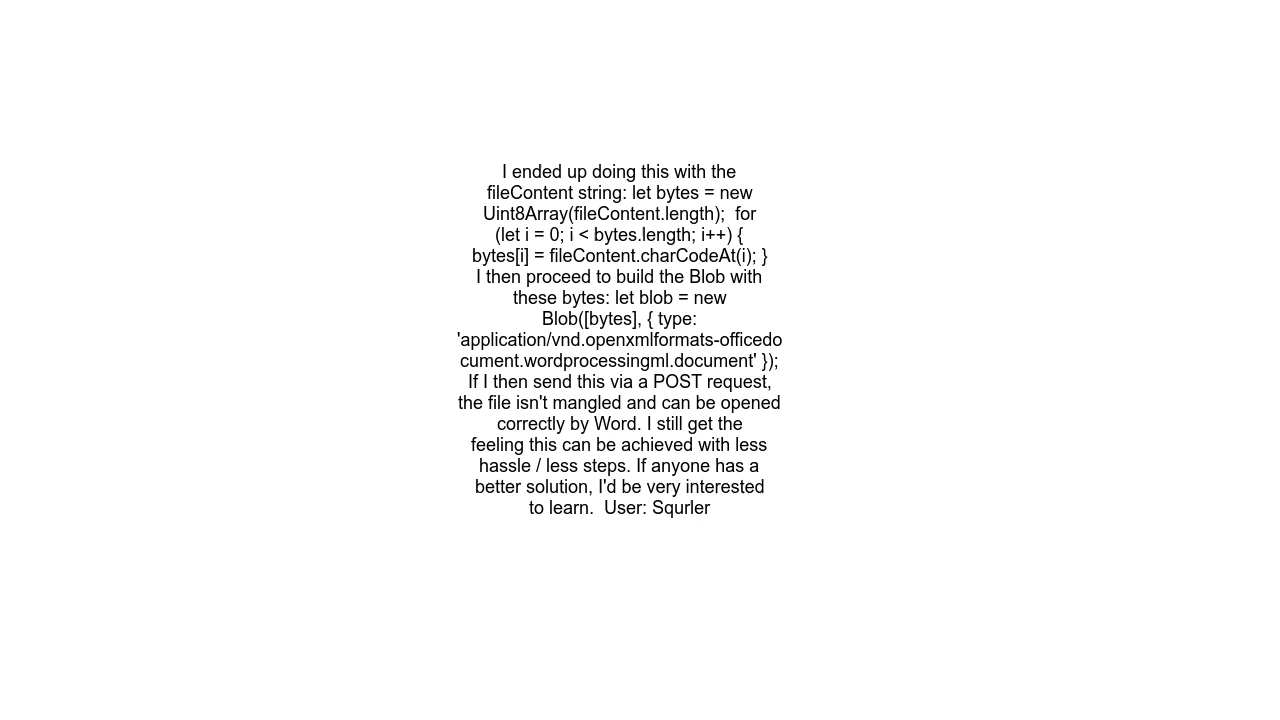 I ended up doing this with the
fileContent string: let bytes = new
Uint8Array(fileContent.length);  for
(let i = 0; i < bytes.length; i++) {
bytes[i] = fileContent.charCodeAt(i); }
I then proceed to build the Blob with
these bytes: let blob = new
Blob([bytes], { type:
'application/vnd.openxmlformats-officedo
cument.wordprocessingml.document' });
If I then send this via a POST request,
the file isn't mangled and can be opened
correctly by Word. I still get the
feeling this can be achieved with less
hassle / less steps. If anyone has a
better solution, I'd be very interested
to learn.  User: Squrler